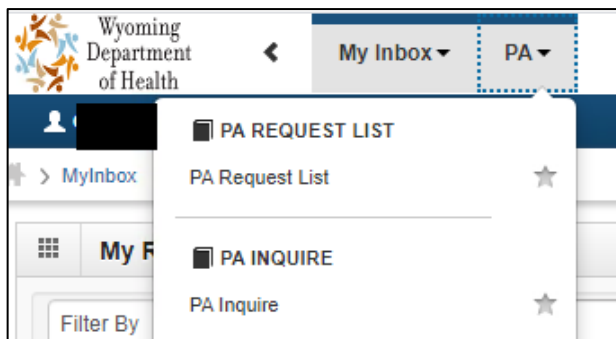 Wyoming
Department
of Health
My Inbox
PA
PA REQUEST LIST
MyInbox
PA Request List
My
PA INQUIRE
PA Inquire
Filter By